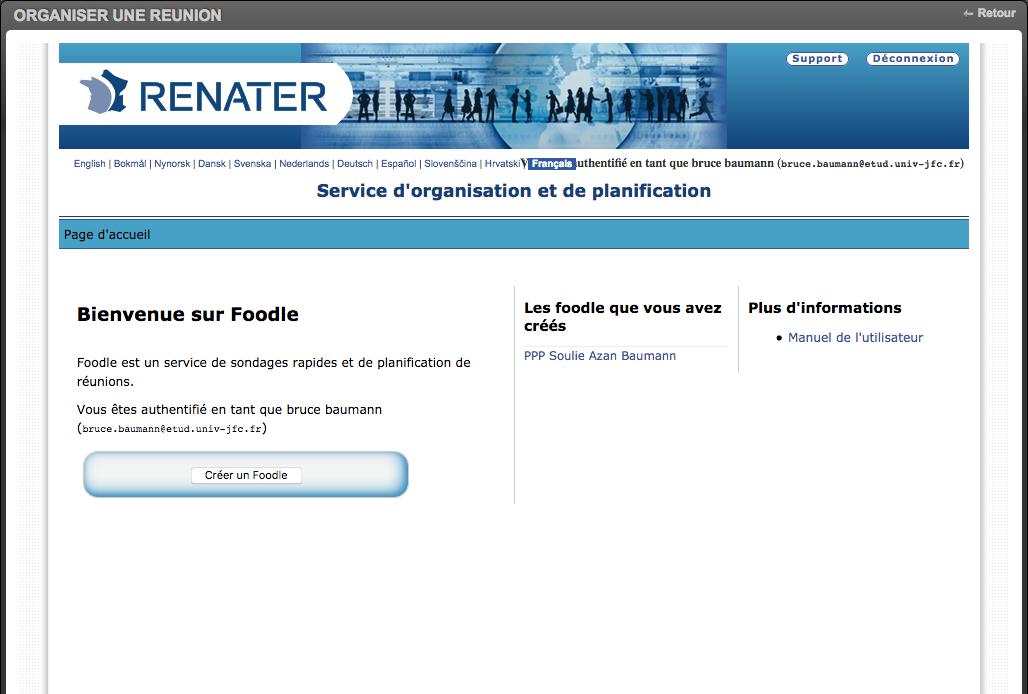 ORGANISER UNE REUNION
← Retour
Support
Déconnexion
RENATER
English | Bokmål | Nynorsk | Dansk | Svenska | Nederlands | Deutsch | Español | Slovenščina | Hrvatski V Français uthentifié en tant que bruce baumann (bruce.baumann@etud.univ-jfc.fr)
Service d'organisation et de planification
Page d'accueil
Bienvenue sur Foodle
Foodle est un service de sondages rapides et de planification de
réunions.
Vous êtes authentifié en tant que bruce baumann
(bruce.baumann@etud.univ-jfc.fr)
Créer un Foodle
Les foodle que vous avez
créés
PPP Soulie Azan Baumann
Plus d'informations
• Manuel de l'utilisateur